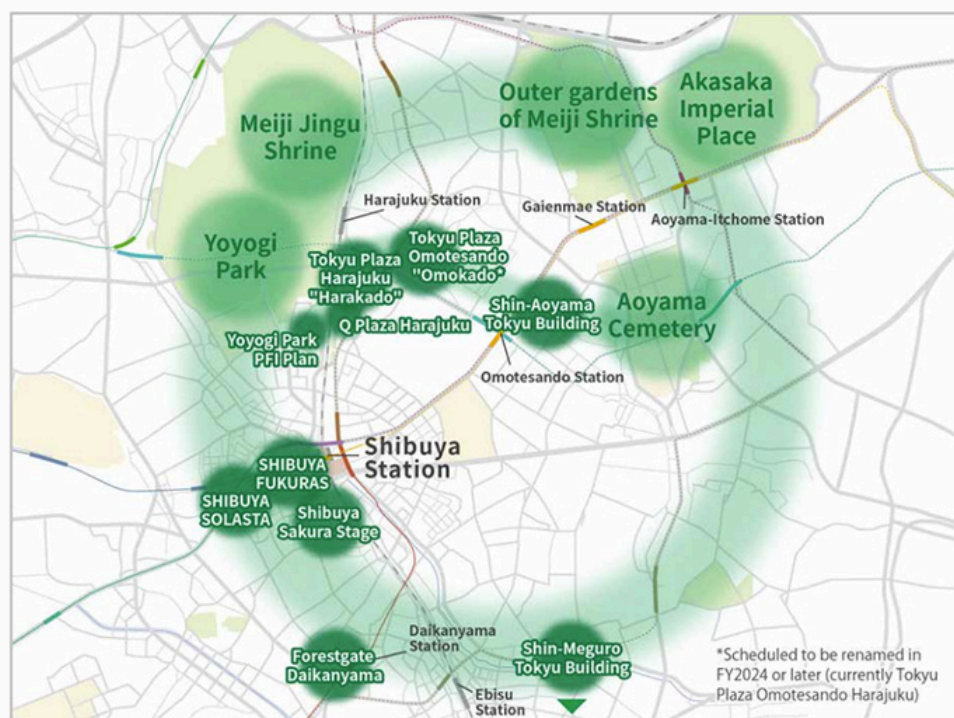 Meiji Jingu
Shrine
Outer gardens
of Meiji Shrine
Akasaka
Imperial
Place
Harajuku Station
Gaienmae Station
Aoyama-Itchome Station
Yoyogi
Park
Tokyu Plaza
Harajuku
"Harakado"
Tokyu Plaza
Omotesando
"Omokado*
Shin-Aoyama
Tokyu Building
Aoyama
Cemetery
Yoyogi Park
PFI Plan
Q Plaza Harajuku
Omotesando Station
Shibuya
Station
SHIBUYA
FUKURAS
SHIBUYA
SOLASTA
Shibuya
Sakura Stage
Daikanyama
Station
Forestgate
Daikanyama
Ebisu
Station
Shin-Meguro
Tokyu Building
*Scheduled to be renamed in
FY2024 or later (currently Tokyu
Plaza Omotesando Harajuku)